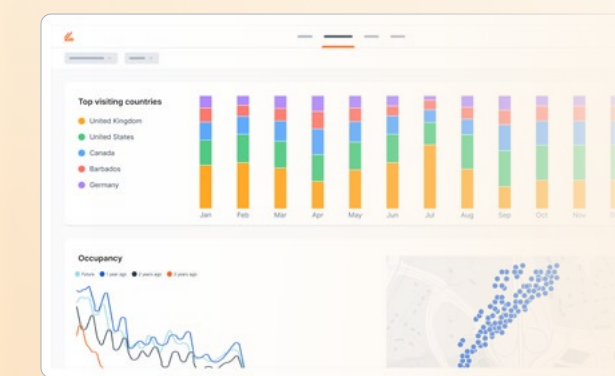 Top visiting countries
United Kingdom
United States
Canada
Barbados
Germany
Jan Feb Mar Apr May Jun Jul Aug Sep Oct Nov
Occupancy
Future 1 year ago 2 years ago 3 years ago